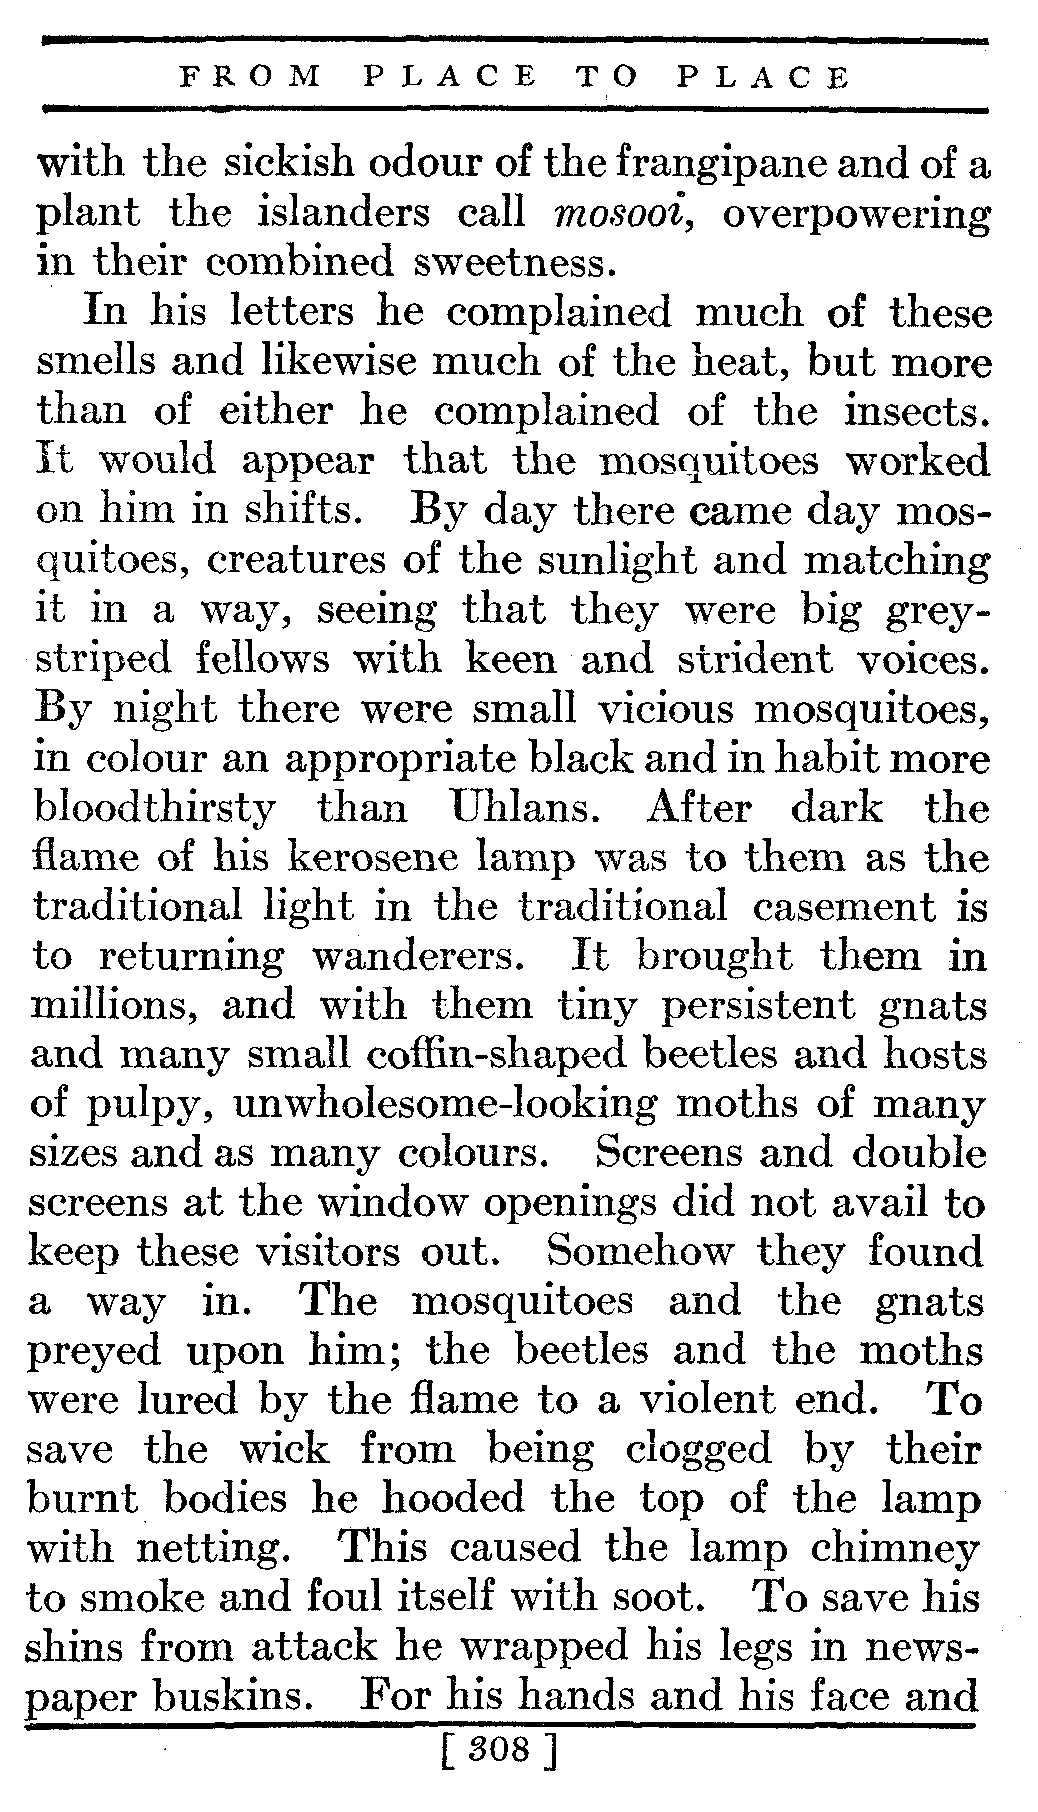 FROM PLACE TO PLACE
with the sickish odour of the frangipane and of a
plant the islanders call mosooi, overpowering
in their combined sweetness.
In his letters he complained much of these
smells and likewise much of the heat, but more
than of either he complained of the insects.
It would appear that the mosquitoes worked
on him in shifts. By day there came day mos-
quitoes, creatures of the sunlight and matching
it in a way, seeing that they were big grey-
striped fellows with keen and strident voices.
By night there were small vicious mosquitoes,
in colour an appropriate black and in habit more
bloodthirsty than Uhlans. After dark the
flame of his kerosene lamp was to them as the
traditional light in the traditional casement is
to returning wanderers. It brought them in
millions, and with them tiny persistent gnats
and many small coffin-shaped beetles and hosts
of pulpy, unwholesome-looking moths of many
sizes and as many colours. Screens and double
screens at the window openings did not avail to
keep these visitors out. Somehow they found
a way in. The mosquitoes and the gnats
preyed upon him; the beetles and the moths
were lured by the flame to a violent end. To
save the wick from being clogged by their
burnt bodies he hooded the top of the lamp
with netting. This caused the lamp chimney
to smoke and foul itself with soot. To save his
shins from attack he wrapped his legs in news-
paper buskins. For his hands and his face and
[ 308 ]